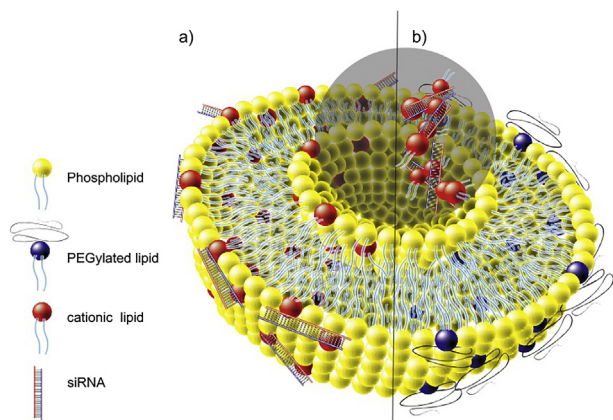 a)
b)
Phospholipid
PEGylated lipid
cationic lipid
siRNA